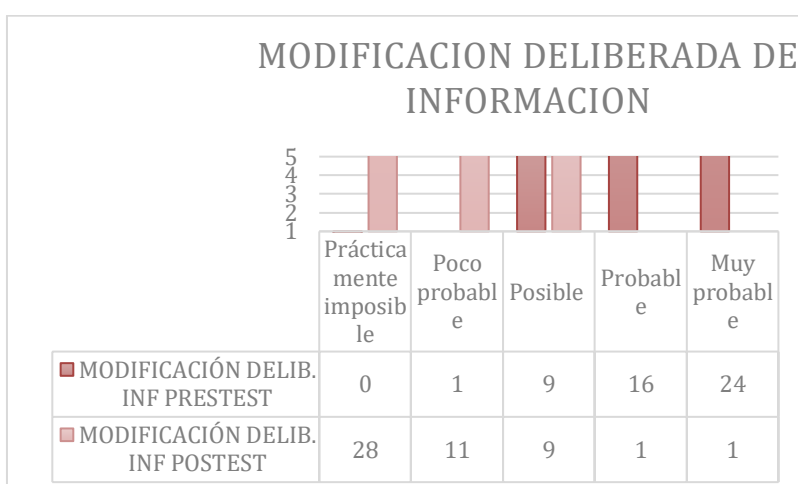 MODIFICACION DELIBERADA DE
INFORMACION
5
4
3
2
1
Práctica
mente
imposib
le
Poco
probabl
e
Posible
Probabl
e
Muy
probabl
e
MODIFICACIÓN DELIB.
INF PRESTEST
0 1 9 16 24
MODIFICACIÓN DELIB.
INF POSTEST
28 11 9 1 1